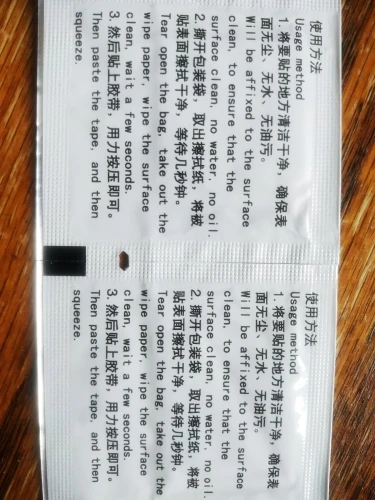 使用方法
Usage method
1. 将要贴的地方清洁干净，确保表
面无尘、无水、无油污。
Will be affixed to the surface
clean, to ensure that the
surface clean, no water, no oil.
2. 撕开包装袋，取出擦拭纸，将被
贴表面擦拭干净，等待几秒钟。
Tear open the bag, take out the
wipe paper, wipe the surface
clean, wait a few seconds.
3. 然后贴上胶带，用力按压即可。
Then paste the tape, and then
squeeze.
使用方法
Usage method
1. 将要贴的地方清洁干净，确保表
面无尘、无水、无油污。
Will be affixed to the surface
clean, to ensure that the
surface clean, no water, no oil.
2. 撕开包装袋，取出擦拭纸，将被
贴表面擦拭干净，等待几秒钟。
Tear open the bag, take out the
wipe paper, wipe the surface
clean, wait a few seconds.
3. 然后贴上胶带，用力按压即可。
Then paste the tape, and then
squeeze.